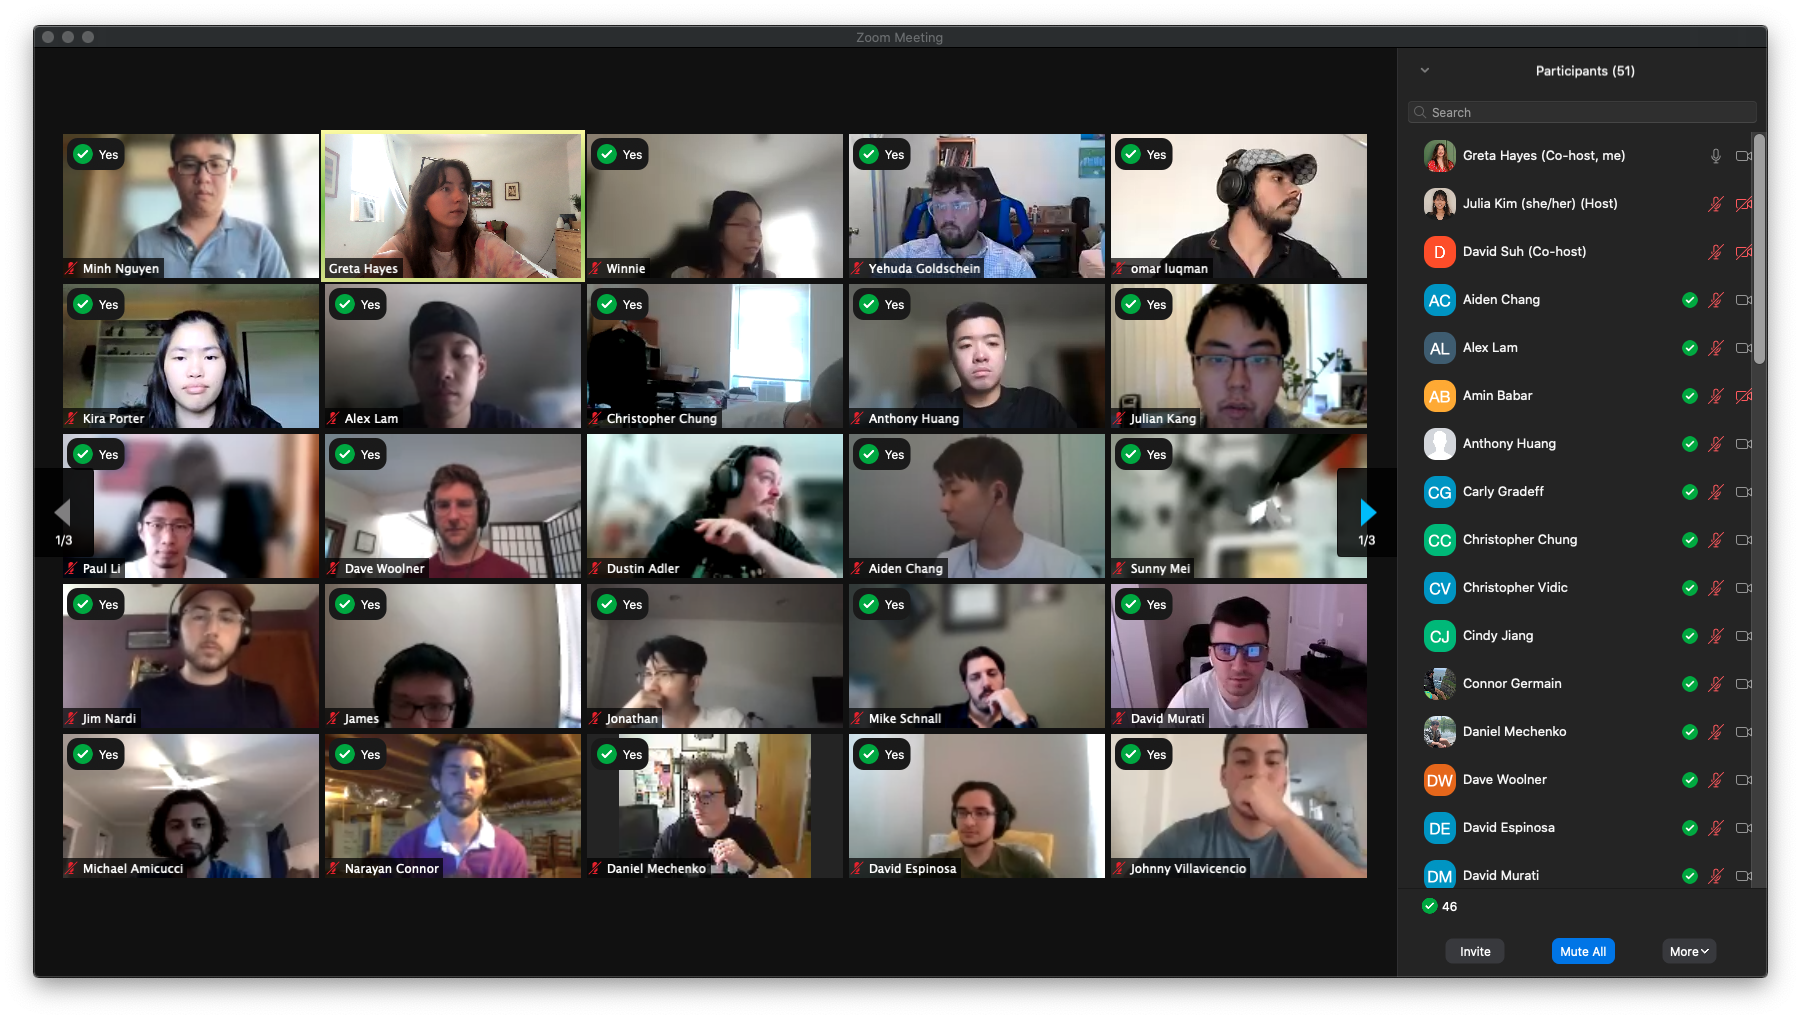 Zoom Meeting
Participants (51)
Search
Yes
Minh Nguyen
Greta Hayes
Yes
Winnie
Yes
Yehuda Goldschein
Yes
omar luqman
Yes
Kira Porter
Yes
Alex Lam
Yes
Christopher Chung
Yes
Anthony Huang
Yes
Julian Kang
Yes
Paul Li
Yes
Dave Woolner
Dustin Adler
Yes
Aiden Chang
Yes
Sunny Mei
1/3
1/3
Yes
Jim Nardi
Yes
James
Yes
Jonathan
Yes
Mike Schnall
Yes
David Murati
Yes
Michael Amicucci
Yes
Narayan Connor
Yes
Daniel Mechenko
Yes
David Espinosa
Yes
Johnny Villavicencio
Greta Hayes (Co-host, me)
Julia Kim (she/her) (Host)
D David Suh (Co-host)
AC Aiden Chang
AL Alex Lam
AB Amin Babar
Anthony Huang
CG Carly Gradeff
CC Christopher Chung
CV Christopher Vidic
CJ Cindy Jiang
Connor Germain
Daniel Mechenko
DW Dave Woolner
DE David Espinosa
DM David Murati
46
Invite
Mute All
More